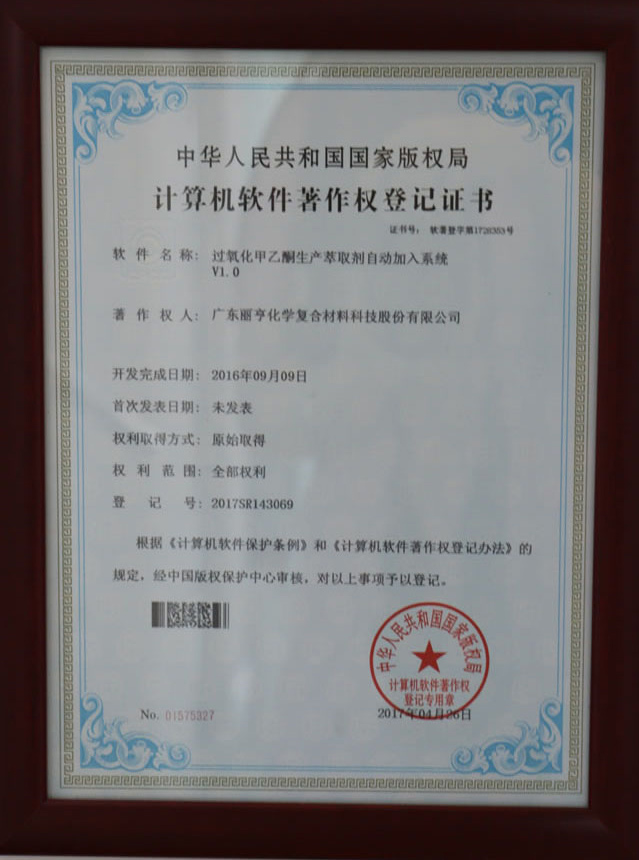 中华人民共和国国家版权局
计算机软件著作权登记证书
证书号： 软著登字第1728353号
软件名称： 过氧化甲乙酮生产萃取剂自动加入系统
V1.0
著作权人： 广东丽亨化学复合材料科技股份有限公司
开发完成日期： 2016年09月09日
首次发表日期： 未发表
权利取得方式： 原始取得
权利范围： 全部权利
登记号： 2017SR143069
根据《计算机软件保护条例》和《计算机软件著作权登记办法》的
规定，经中国版权保护中心审核，对以上事项予以登记。
中华人民共和国国家版权局
计算机软件著作权
登记专用章
No. 01575327
2017年04月26日